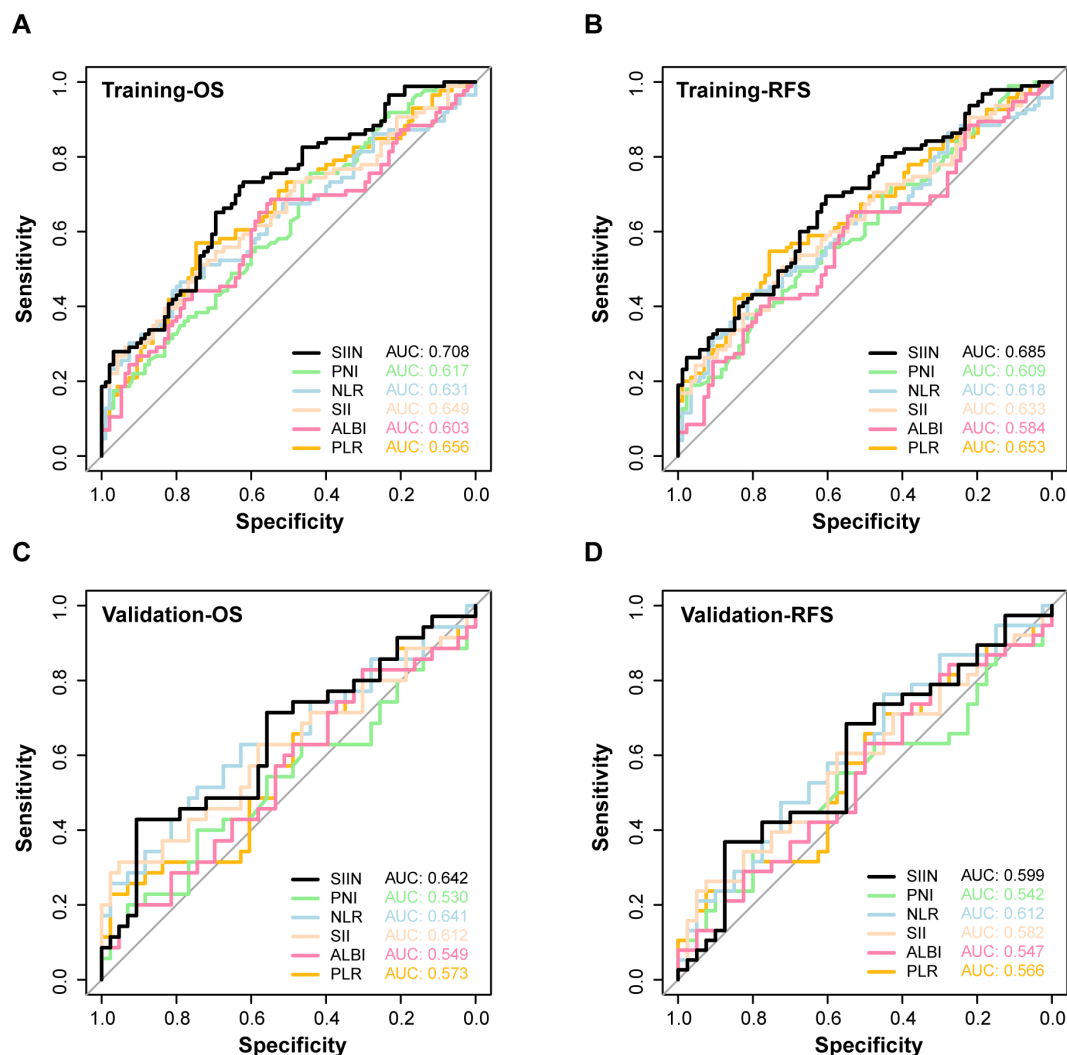 A
Training-OS
Sensitivity
0.0 0.2 0.4 0.6 0.8 1.0
SIIN AUC: 0.708
PNI AUC: 0.617
NLR AUC: 0.631
SII AUC: 0.649
ALBI AUC: 0.603
PLR AUC: 0.656
1.0 0.8 0.6 0.4 0.2 0.0
Specificity
B
Training-RFS
Sensitivity
0.0 0.2 0.4 0.6 0.8 1.0
SIIN AUC: 0.685
PNI AUC: 0.609
NLR AUC: 0.618
SII AUC: 0.633
ALBI AUC: 0.584
PLR AUC: 0.653
1.0 0.8 0.6 0.4 0.2 0.0
Specificity
C
Validation-OS
Sensitivity
0.0 0.2 0.4 0.6 0.8 1.0
SIIN AUC: 0.642
PNI AUC: 0.530
NLR AUC: 0.641
SII AUC: 0.612
ALBI AUC: 0.549
PLR AUC: 0.573
1.0 0.8 0.6 0.4 0.2 0.0
Specificity
D
Validation-RFS
Sensitivity
0.0 0.2 0.4 0.6 0.8 1.0
SIIN AUC: 0.599
PNI AUC: 0.542
NLR AUC: 0.612
SII AUC: 0.582
ALBI AUC: 0.547
PLR AUC: 0.566
1.0 0.8 0.6 0.4 0.2 0.0
Specificity